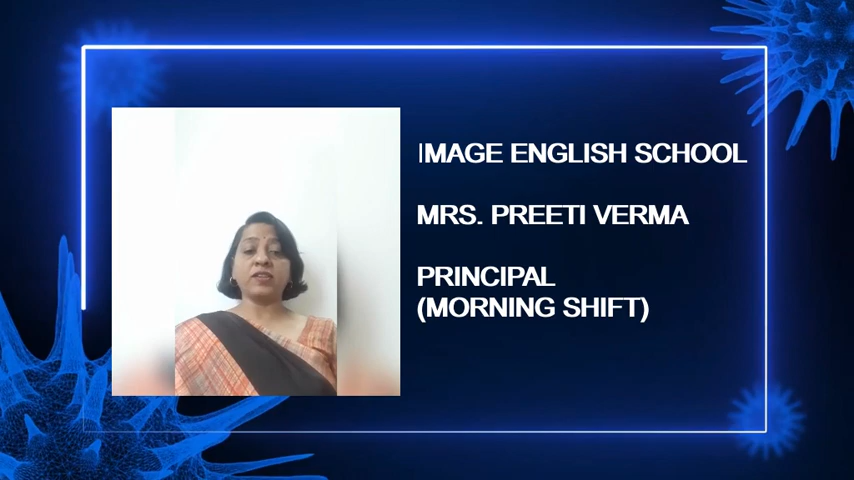 IMAGE ENGLISH SCHOOL
MRS. PREETI VERMA
PRINCIPAL
(MORNING SHIFT)